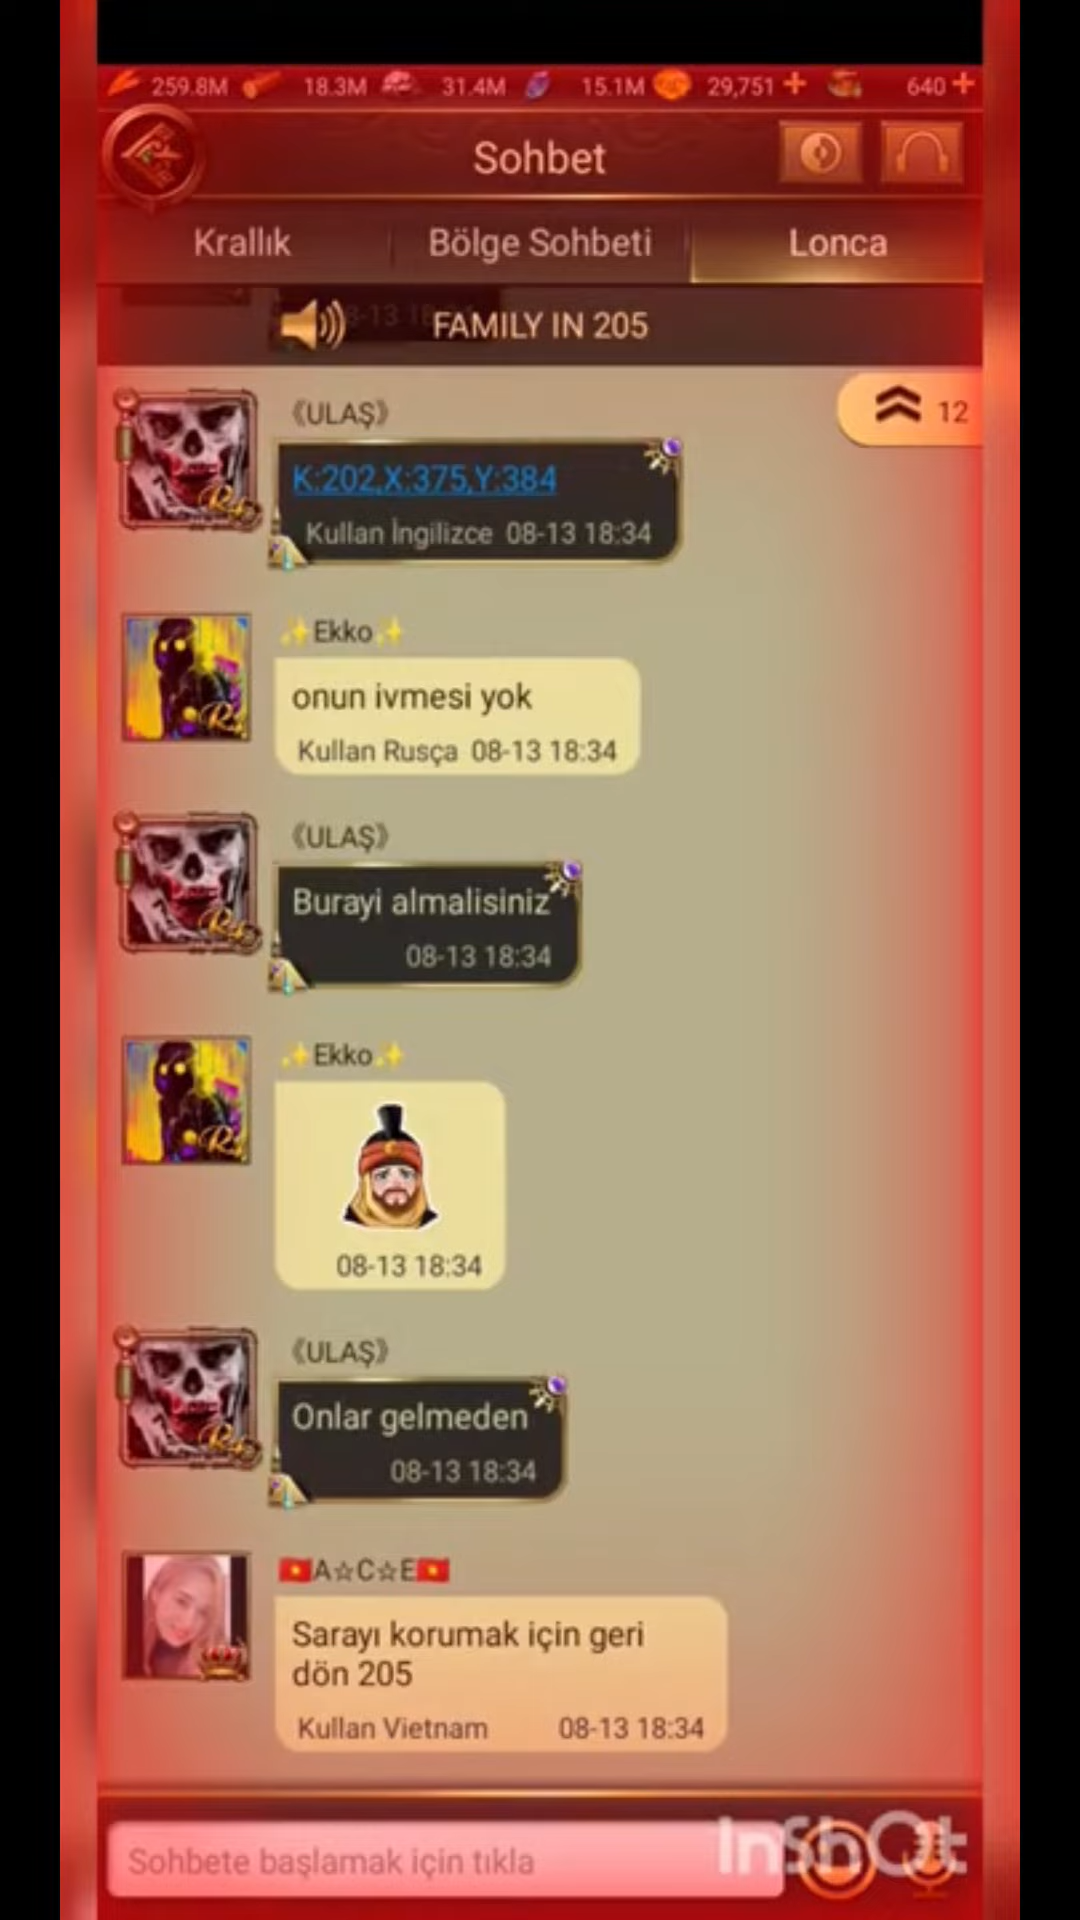 259.8M 18.3M 31.4M 15.1M 29,751 640
Sohbet
Krallık Bölge Sohbeti Lonca
FAMILY IN 205
12
《ULAŞ》
K:202,X:375,Y:384
Kullan İngilizce 08-13 18:34
✨Ekko✨
onun ivmesi yok
Kullan Rusça 08-13 18:34
《ULAŞ》
Burayi almalisiniz
08-13 18:34
✨Ekko✨
08-13 18:34
《ULAŞ》
Onlar gelmeden
08-13 18:34
🇻🇳A☆C☆E🇻🇳
Sarayı korumak için geri
dön 205
Kullan Vietnam 08-13 18:34
Sohbete başlamak için tıkla
InShOt